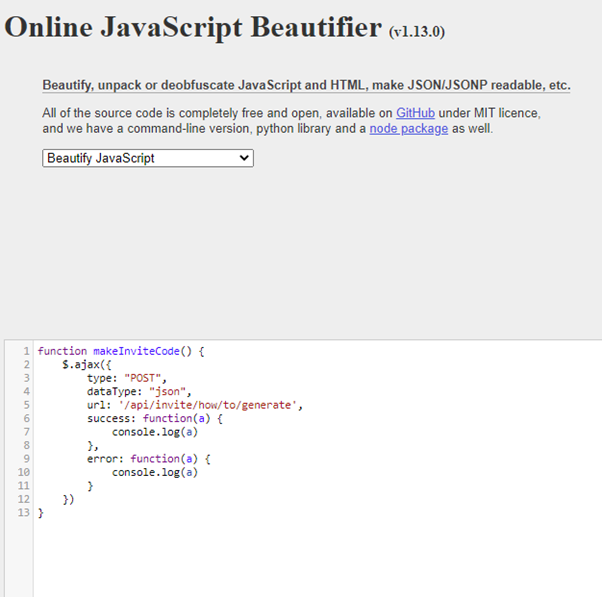 Online JavaScript Beautifier (v1.13.0)
Beautify, unpack or deobfuscate JavaScript and HTML, make JSON/JSONP readable, etc.
All of the source code is completely free and open, available on GitHub under MIT licence,
and we have a command-line version, python library and a node package as well.
Beautify JavaScript
1 function makeInviteCode() {
2     $.ajax({
3         type: "POST",
4         dataType: "json",
5         url: '/api/invite/how/to/generate',
6         success: function(a) {
7             console.log(a)
8         },
9         error: function(a) {
10             console.log(a)
11         }
12     })
13 }